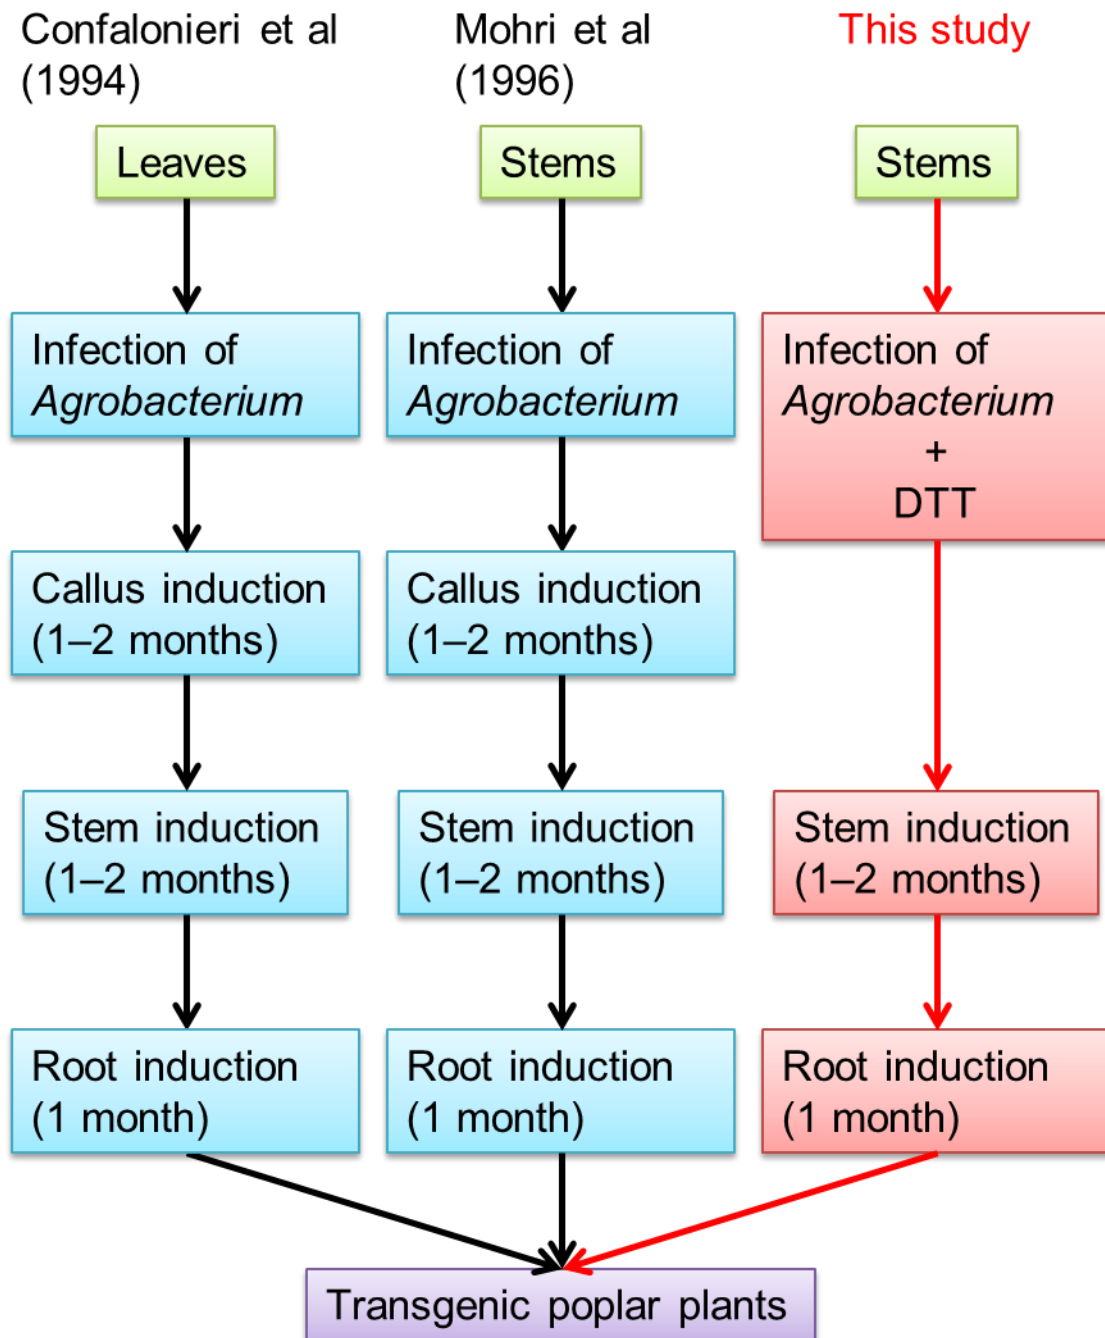 Confalonieri et al
(1994)
Mohri et al
(1996)
This study
Leaves
Stems
Stems
Infection of
Agrobacterium
Infection of
Agrobacterium
Infection of
Agrobacterium
+
DTT
Callus induction
(1–2 months)
Callus induction
(1–2 months)
Stem induction
(1–2 months)
Stem induction
(1–2 months)
Stem induction
(1–2 months)
Root induction
(1 month)
Root induction
(1 month)
Root induction
(1 month)
Transgenic poplar plants